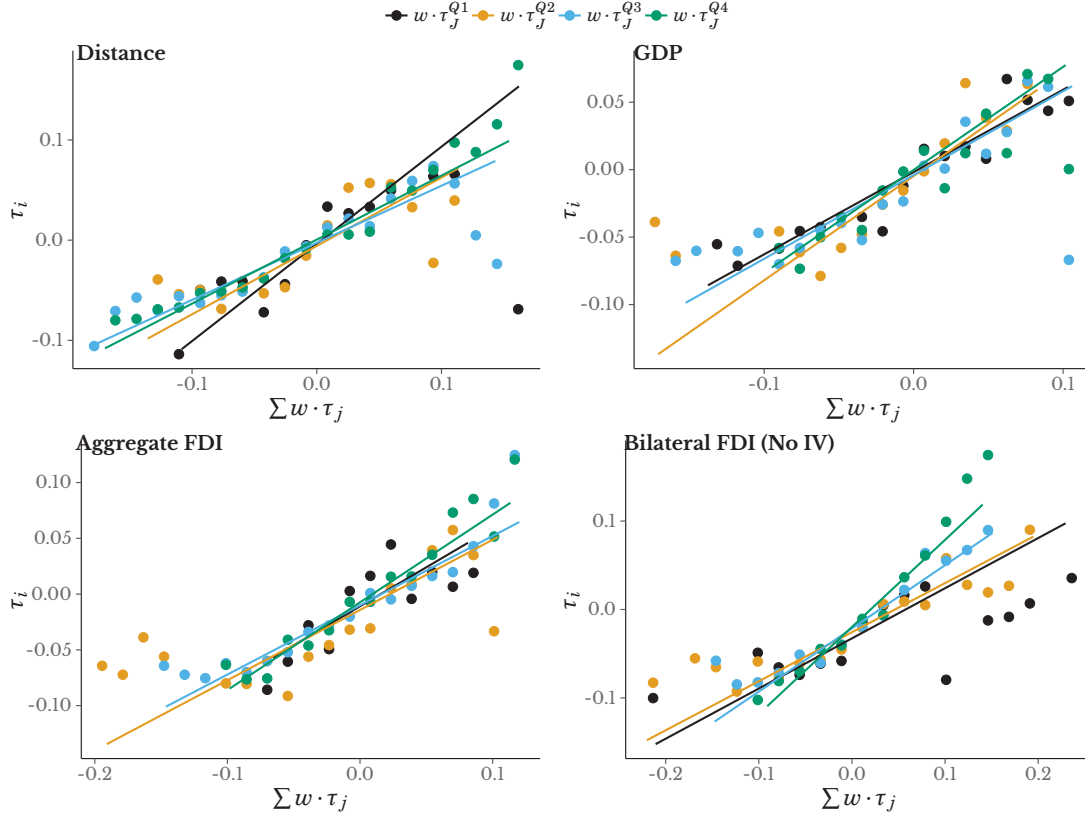 w · τ_J^{Q1} w · τ_J^{Q2} w · τ_J^{Q3} w · τ_J^{Q4}
Distance
0.1
0.0
-0.1
τ_i
-0.1 0.0 0.1
∑ w · τ_j
GDP
0.05
0.00
-0.05
-0.10
τ_i
-0.1 0.0 0.1
∑ w · τ_j
Aggregate FDI
0.10
0.05
0.00
-0.05
-0.10
τ_i
-0.2 -0.1 0.0 0.1
∑ w · τ_j
Bilateral FDI (No IV)
0.1
0.0
-0.1
τ_i
-0.2 -0.1 0.0 0.1 0.2
∑ w · τ_j